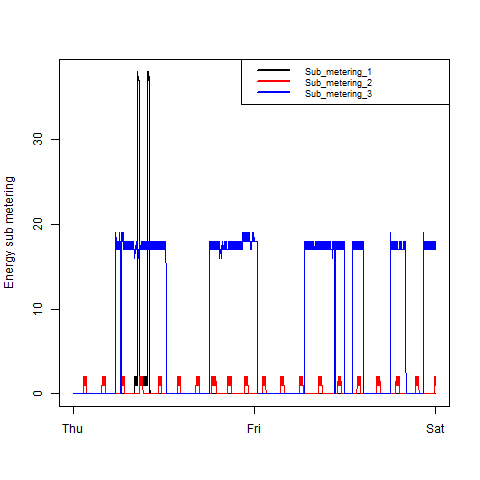 Sub_metering_1
Sub_metering_2
Sub_metering_3
Energy sub metering
30
20
10
0
Thu Fri Sat